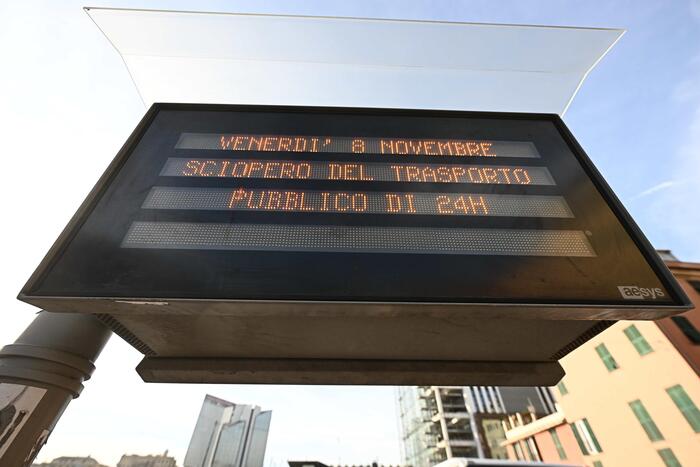 VENERDI' 8 NOVEMBRE
SCIOPERO DEL TRASPORTO
PUBBLICO DI 24H
aesys